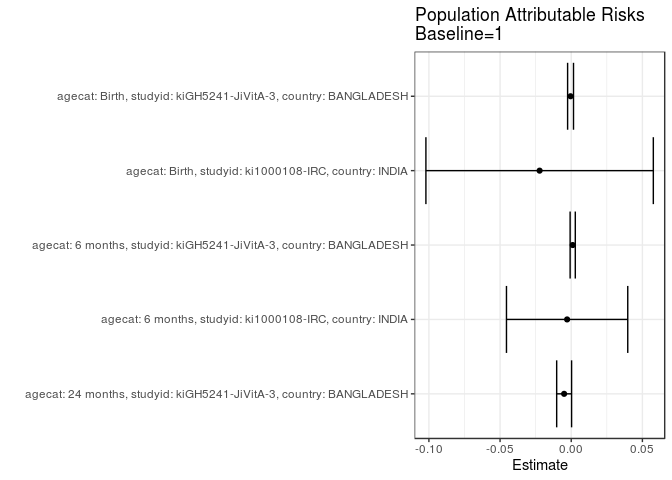 Population Attributable Risks
Baseline=1
agecat: Birth, studyid: kiGH5241-JiVitA-3, country: BANGLADESH
agecat: Birth, studyid: ki1000108-IRC, country: INDIA
agecat: 6 months, studyid: kiGH5241-JiVitA-3, country: BANGLADESH
agecat: 6 months, studyid: ki1000108-IRC, country: INDIA
agecat: 24 months, studyid: kiGH5241-JiVitA-3, country: BANGLADESH
-0.10 -0.05 0.00 0.05
Estimate